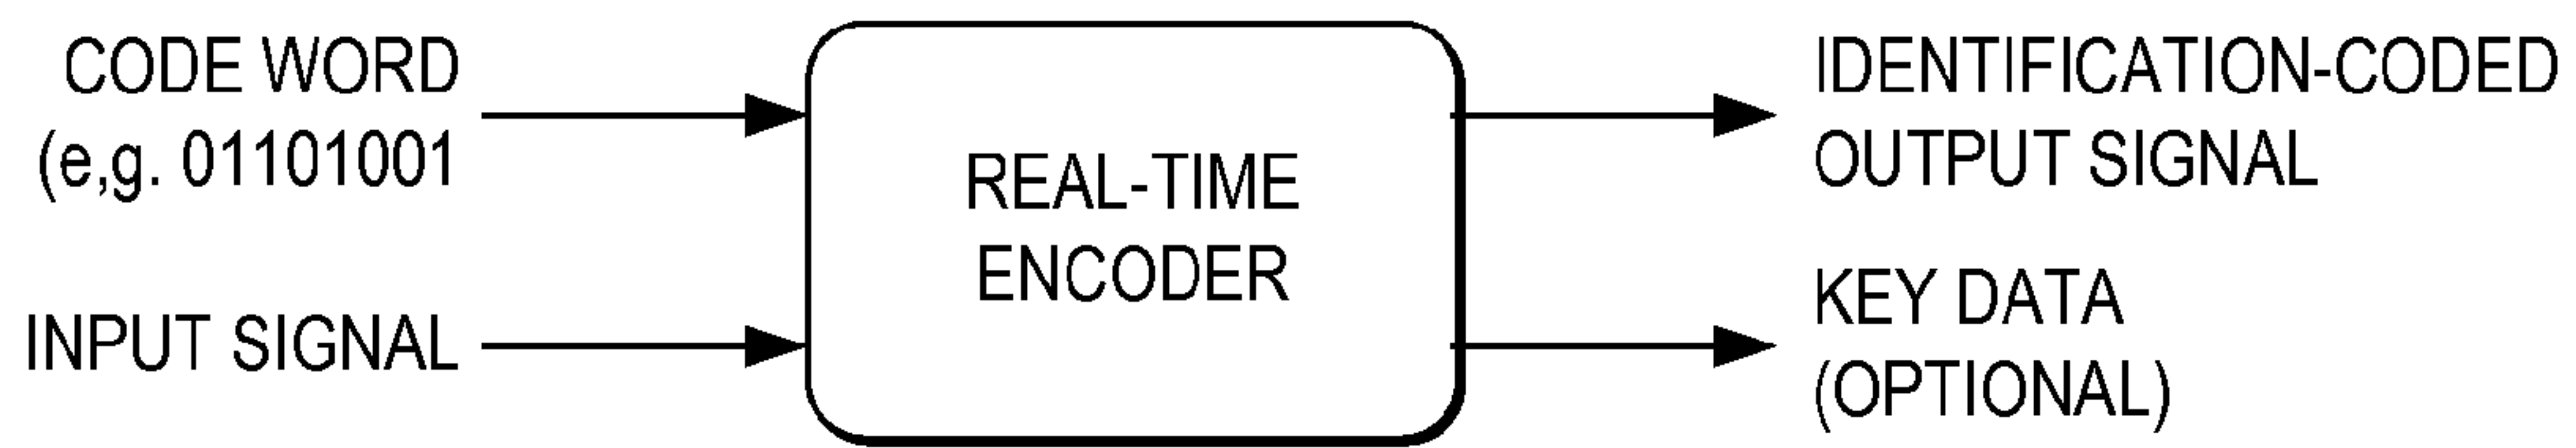 CODE WORD
(e,g. 01101001
INPUT SIGNAL
REAL-TIME
ENCODER
IDENTIFICATION-CODED
OUTPUT SIGNAL
KEY DATA
(OPTIONAL)